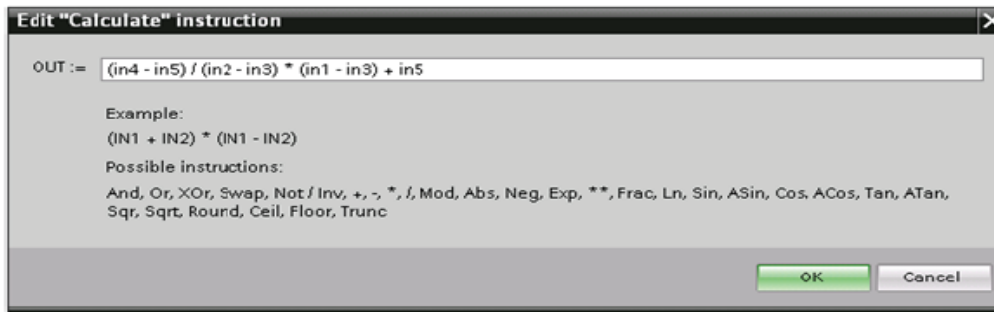 Edit "Calculate" instruction
OUT := (in4 - in5) / (in2 - in3) * (in1 - in3) + in5
Example:
(IN1 + IN2) * (IN1 - IN2)
Possible instructions:
And, Or, XOr, Swap, Not / Inv, +, -, *, /, Mod, Abs, Neg, Exp, **, Frac, Ln, Sin, ASin, Cos, ACos, Tan, ATan,
Sqr, Sqrt, Round, Ceil, Floor, Trunc
OK Cancel